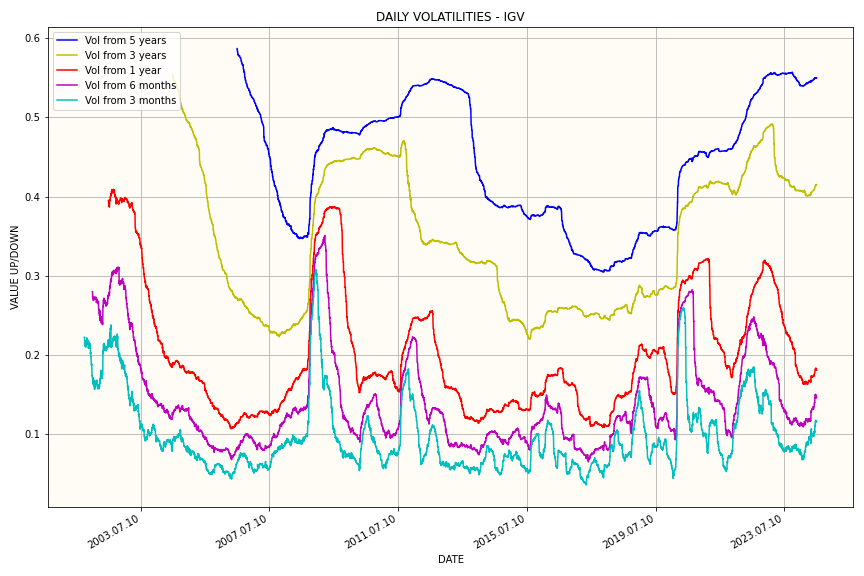 DAILY VOLATILITIES - IGV
Vol from 5 years
Vol from 3 years
Vol from 1 year
Vol from 6 months
Vol from 3 months
VALUE UP/DOWN
0.6
0.5
0.4
0.3
0.2
0.1
2003.07.10
2007.07.10
2011.07.10
2015.07.10
2019.07.10
2023.07.10
DATE